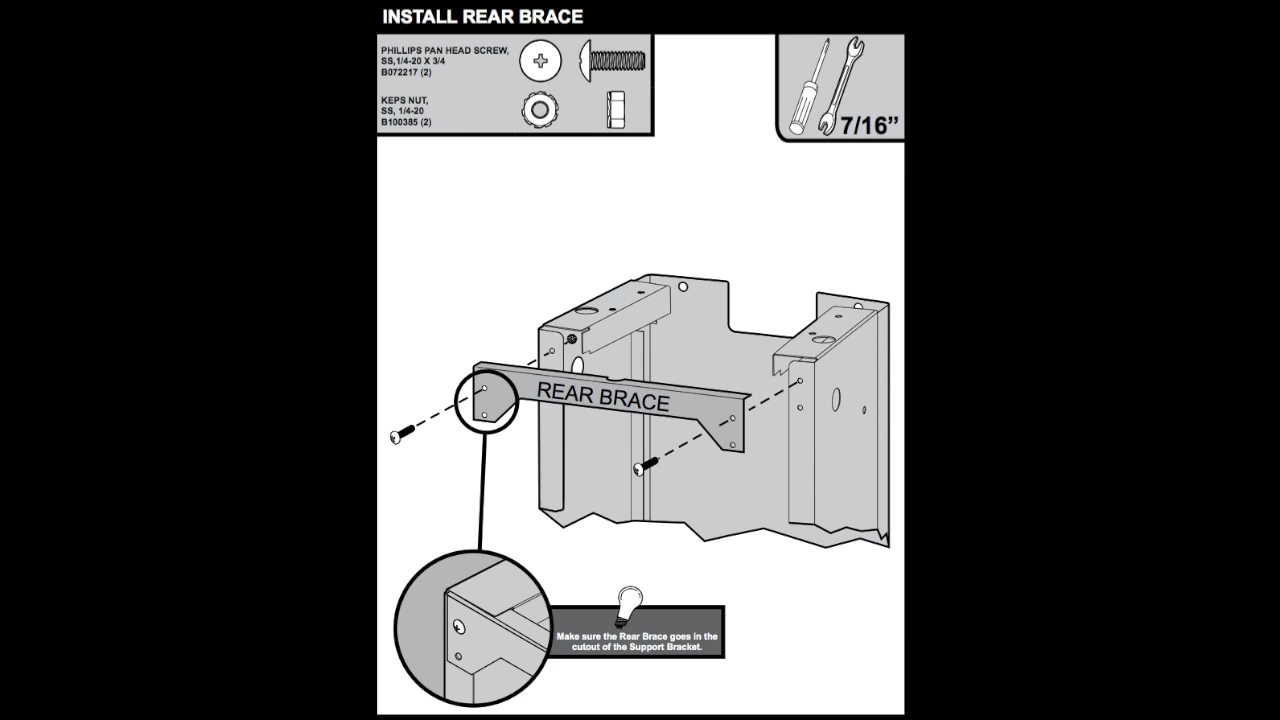 INSTALL REAR BRACE
PHILLIPS PAN HEAD SCREW,
SS,1/4-20 X 3/4
B072217 (2)
KEPS NUT,
SS, 1/4-20
B100385 (2)
7/16”
REAR BRACE
Make sure the Rear Brace goes in the
cutout of the Support Bracket.